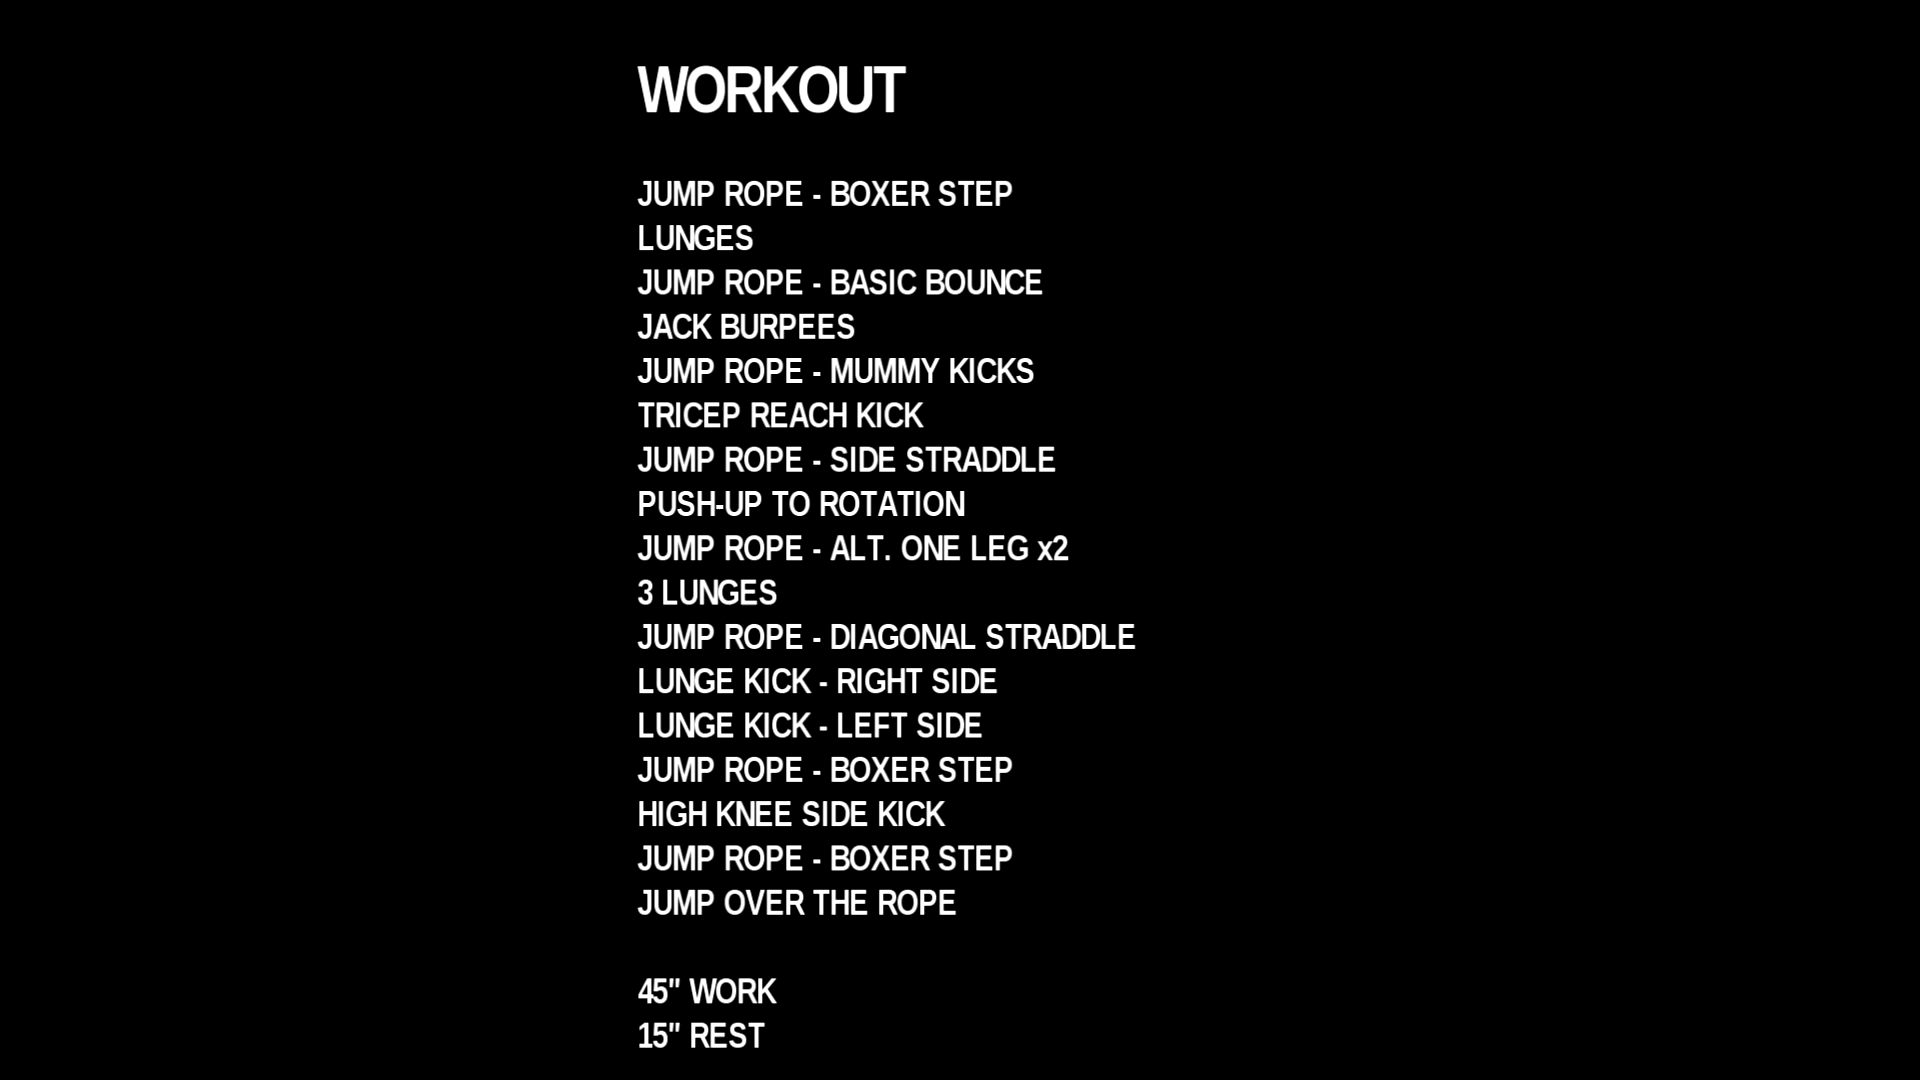 WORKOUT
JUMP ROPE - BOXER STEP
LUNGES
JUMP ROPE - BASIC BOUNCE
JACK BURPEES
JUMP ROPE - MUMMY KICKS
TRICEP REACH KICK
JUMP ROPE - SIDE STRADDLE
PUSH-UP TO ROTATION
JUMP ROPE - ALT. ONE LEG x2
3 LUNGES
JUMP ROPE - DIAGONAL STRADDLE
LUNGE KICK - RIGHT SIDE
LUNGE KICK - LEFT SIDE
JUMP ROPE - BOXER STEP
HIGH KNEE SIDE KICK
JUMP ROPE - BOXER STEP
JUMP OVER THE ROPE
45" WORK
15" REST